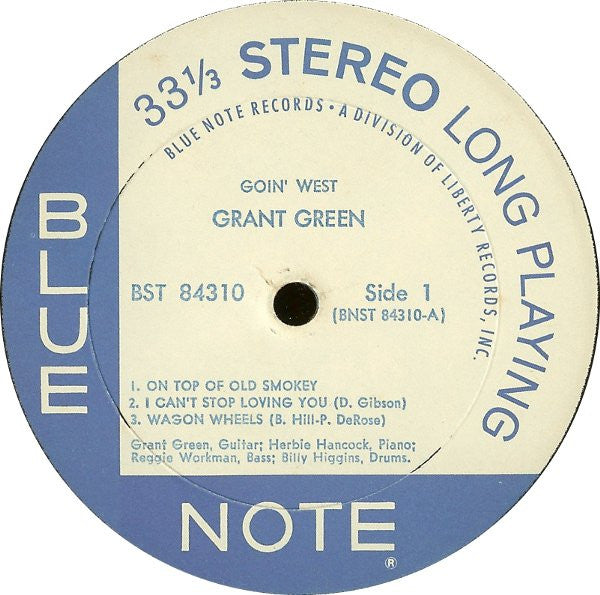 33⅓ STEREO LONG PLAYING
BLUE NOTE RECORDS • A DIVISION OF LIBERTY RECORDS, INC.
GOIN' WEST
GRANT GREEN
BST 84310
Side 1
(BNST 84310-A)
1. ON TOP OF OLD SMOKEY
2. I CAN'T STOP LOVING YOU (D. Gibson)
3. WAGON WHEELS (B. Hill-P. DeRose)
Grant Green, Guitar; Herbie Hancock, Piano;
Reggie Workman, Bass; Billy Higgins, Drums.
BLUE
NOTE
®